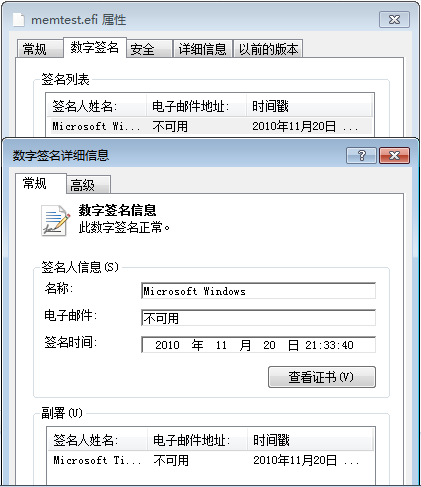 memtest.efi 属性
常规 数字签名 安全 详细信息 以前的版本
签名列表
签名人姓名: 电子邮件地址: 时间戳
Microsoft Wi... 不可用 2010年11月20日 ...
数字签名详细信息
常规 高级
数字签名信息
此数字签名正常。
签名人信息(S)
名称: Microsoft Windows
电子邮件: 不可用
签名时间: 2010 年 11 月 20 日 21:33:40
查看证书(V)
副署(U)
签名人姓名: 电子邮件地址: 时间戳
Microsoft Ti... 不可用 2010年11月20日 ...